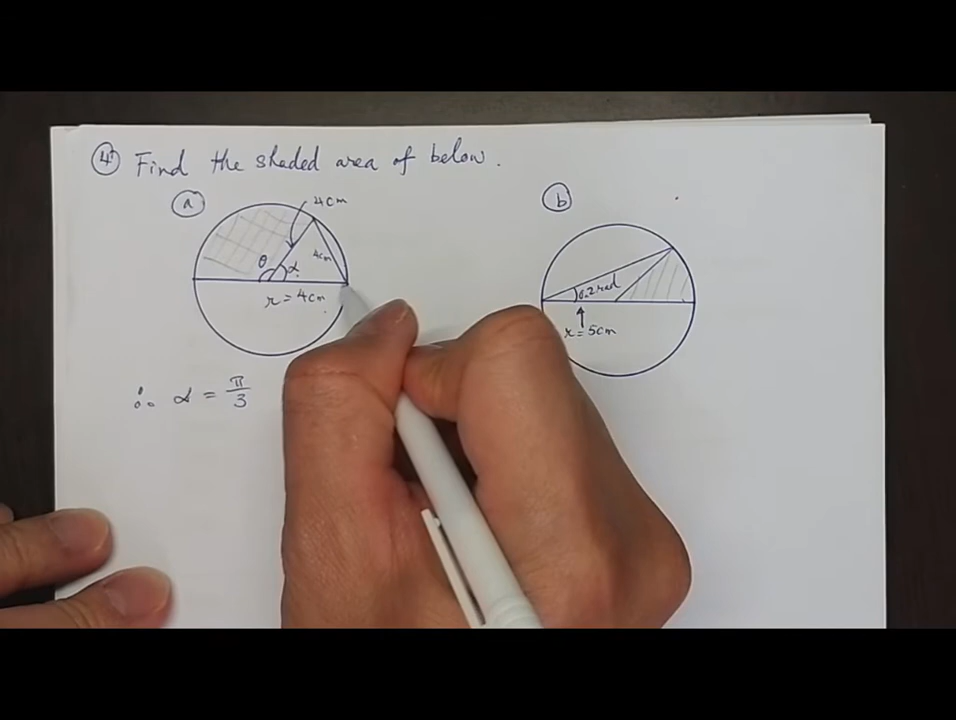 ④ Find the shaded area of below.
ⓐ
4cm
θ α 4cm
r = 4cm
ⓑ
0.2 rad
r = 5cm
∴ α = π/3